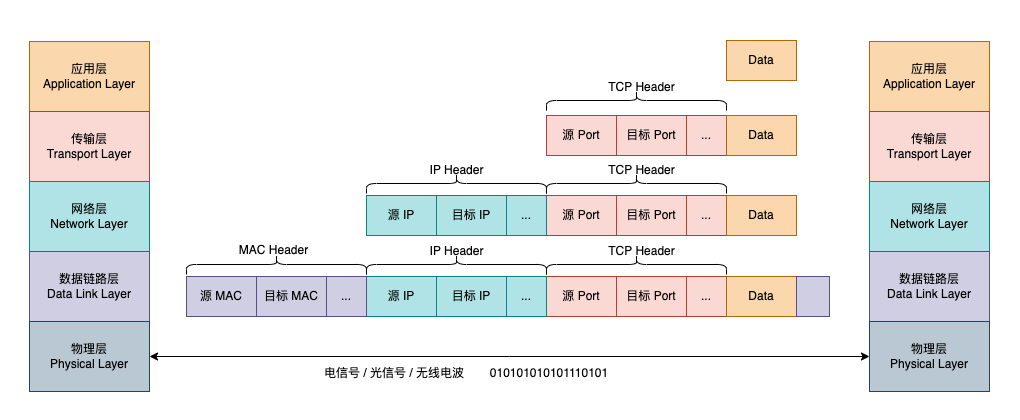 应用层
Application Layer
Data
应用层
Application Layer
TCP Header
传输层
Transport Layer
源 Port
目标 Port
...
Data
传输层
Transport Layer
IP Header
TCP Header
网络层
Network Layer
源 IP
目标 IP
...
源 Port
目标 Port
...
Data
网络层
Network Layer
MAC Header
IP Header
TCP Header
数据链路层
Data Link Layer
源 MAC
目标 MAC
...
源 IP
目标 IP
...
源 Port
目标 Port
...
Data
数据链路层
Data Link Layer
物理层
Physical Layer
物理层
Physical Layer
电信号 / 光信号 / 无线电波 010101010101110101